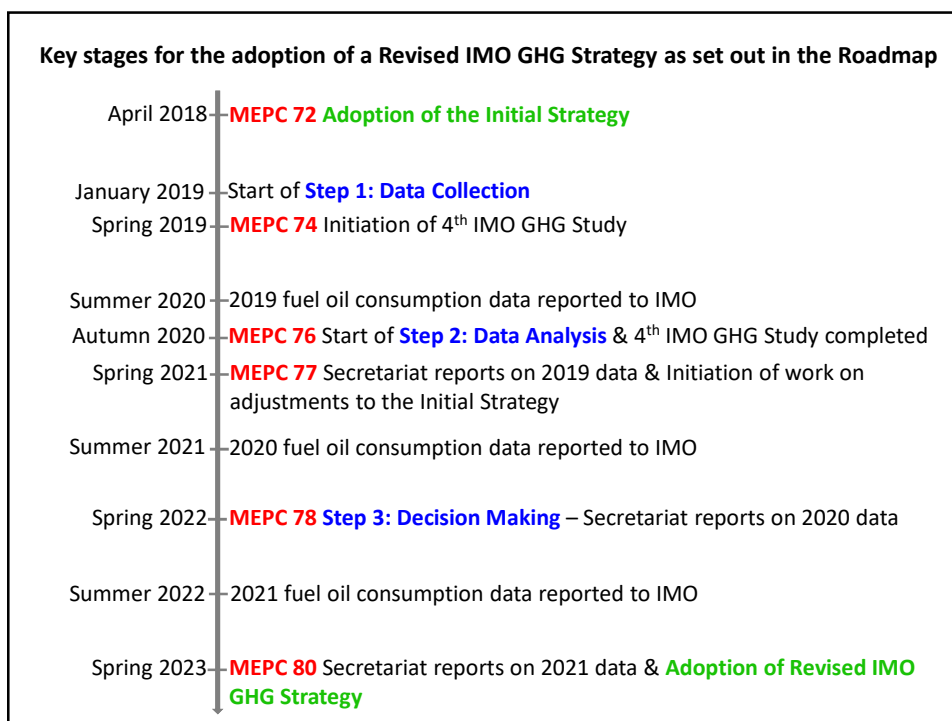 Key stages for the adoption of a Revised IMO GHG Strategy as set out in the Roadmap
April 2018 MEPC 72 Adoption of the Initial Strategy
January 2019 Start of Step 1: Data Collection
Spring 2019 MEPC 74 Initiation of 4th IMO GHG Study
Summer 2020 2019 fuel oil consumption data reported to IMO
Autumn 2020 MEPC 76 Start of Step 2: Data Analysis & 4th IMO GHG Study completed
Spring 2021 MEPC 77 Secretariat reports on 2019 data & Initiation of work on
adjustments to the Initial Strategy
Summer 2021 2020 fuel oil consumption data reported to IMO
Spring 2022 MEPC 78 Step 3: Decision Making – Secretariat reports on 2020 data
Summer 2022 2021 fuel oil consumption data reported to IMO
Spring 2023 MEPC 80 Secretariat reports on 2021 data & Adoption of Revised IMO
GHG Strategy